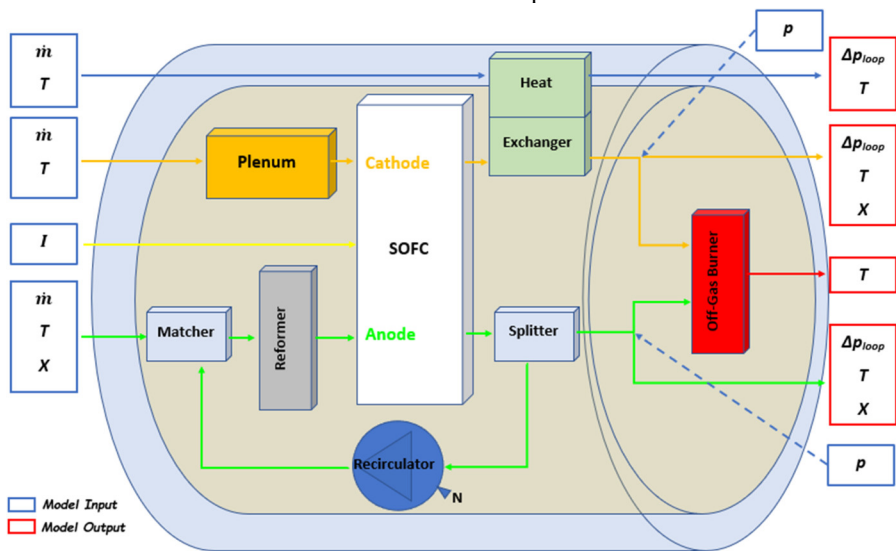 p
ṁ
T
Δp_loop
T
Heat
Exchanger
ṁ
T
Plenum
Cathode
Δp_loop
T
X
I
SOFC
Off-Gas Burner
T
ṁ
T
X
Matcher
Reformer
Anode
Splitter
Δp_loop
T
X
Recirculator
N
p
Model Input
Model Output